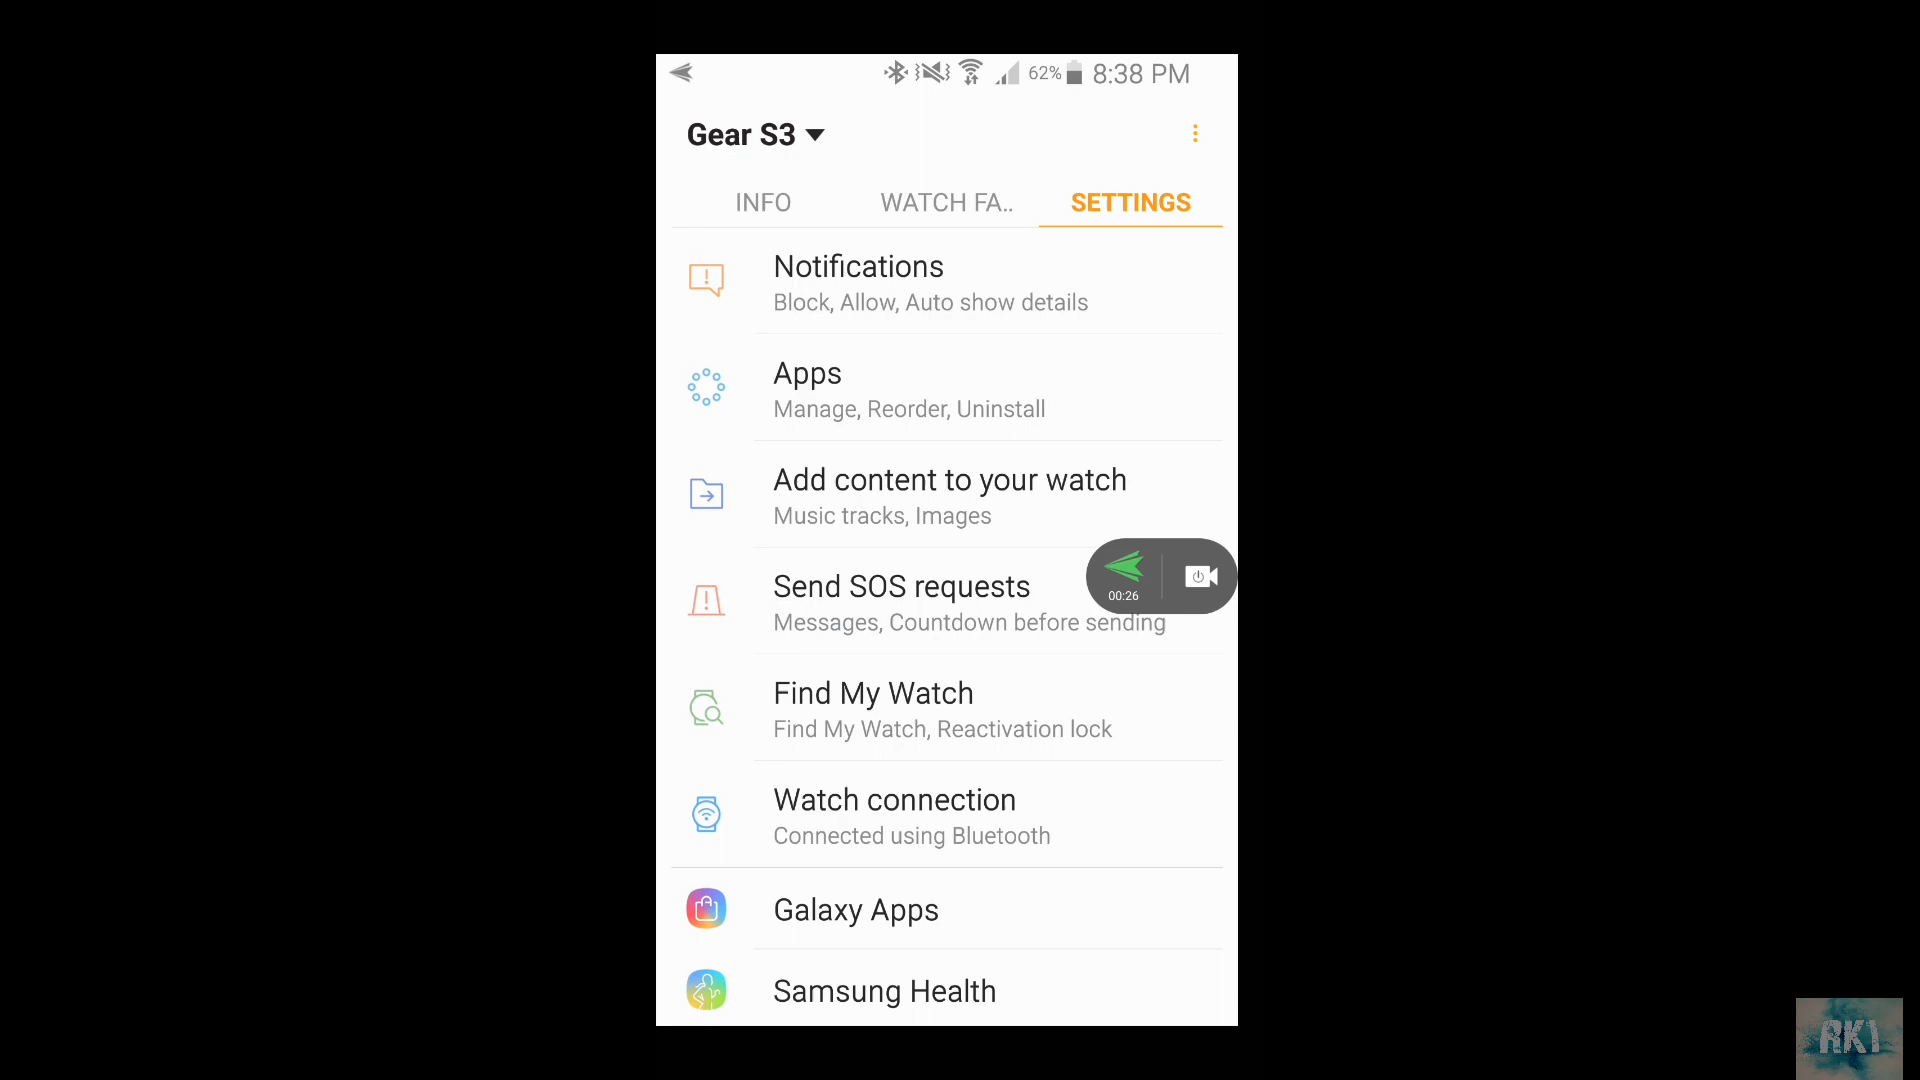 62% 8:38 PM
Gear S3
INFO WATCH FA.. SETTINGS
Notifications
Block, Allow, Auto show details
Apps
Manage, Reorder, Uninstall
Add content to your watch
Music tracks, Images
Send SOS requests
00:26
Messages, Countdown before sending
Find My Watch
Find My Watch, Reactivation lock
Watch connection
Connected using Bluetooth
Galaxy Apps
Samsung Health
RK1